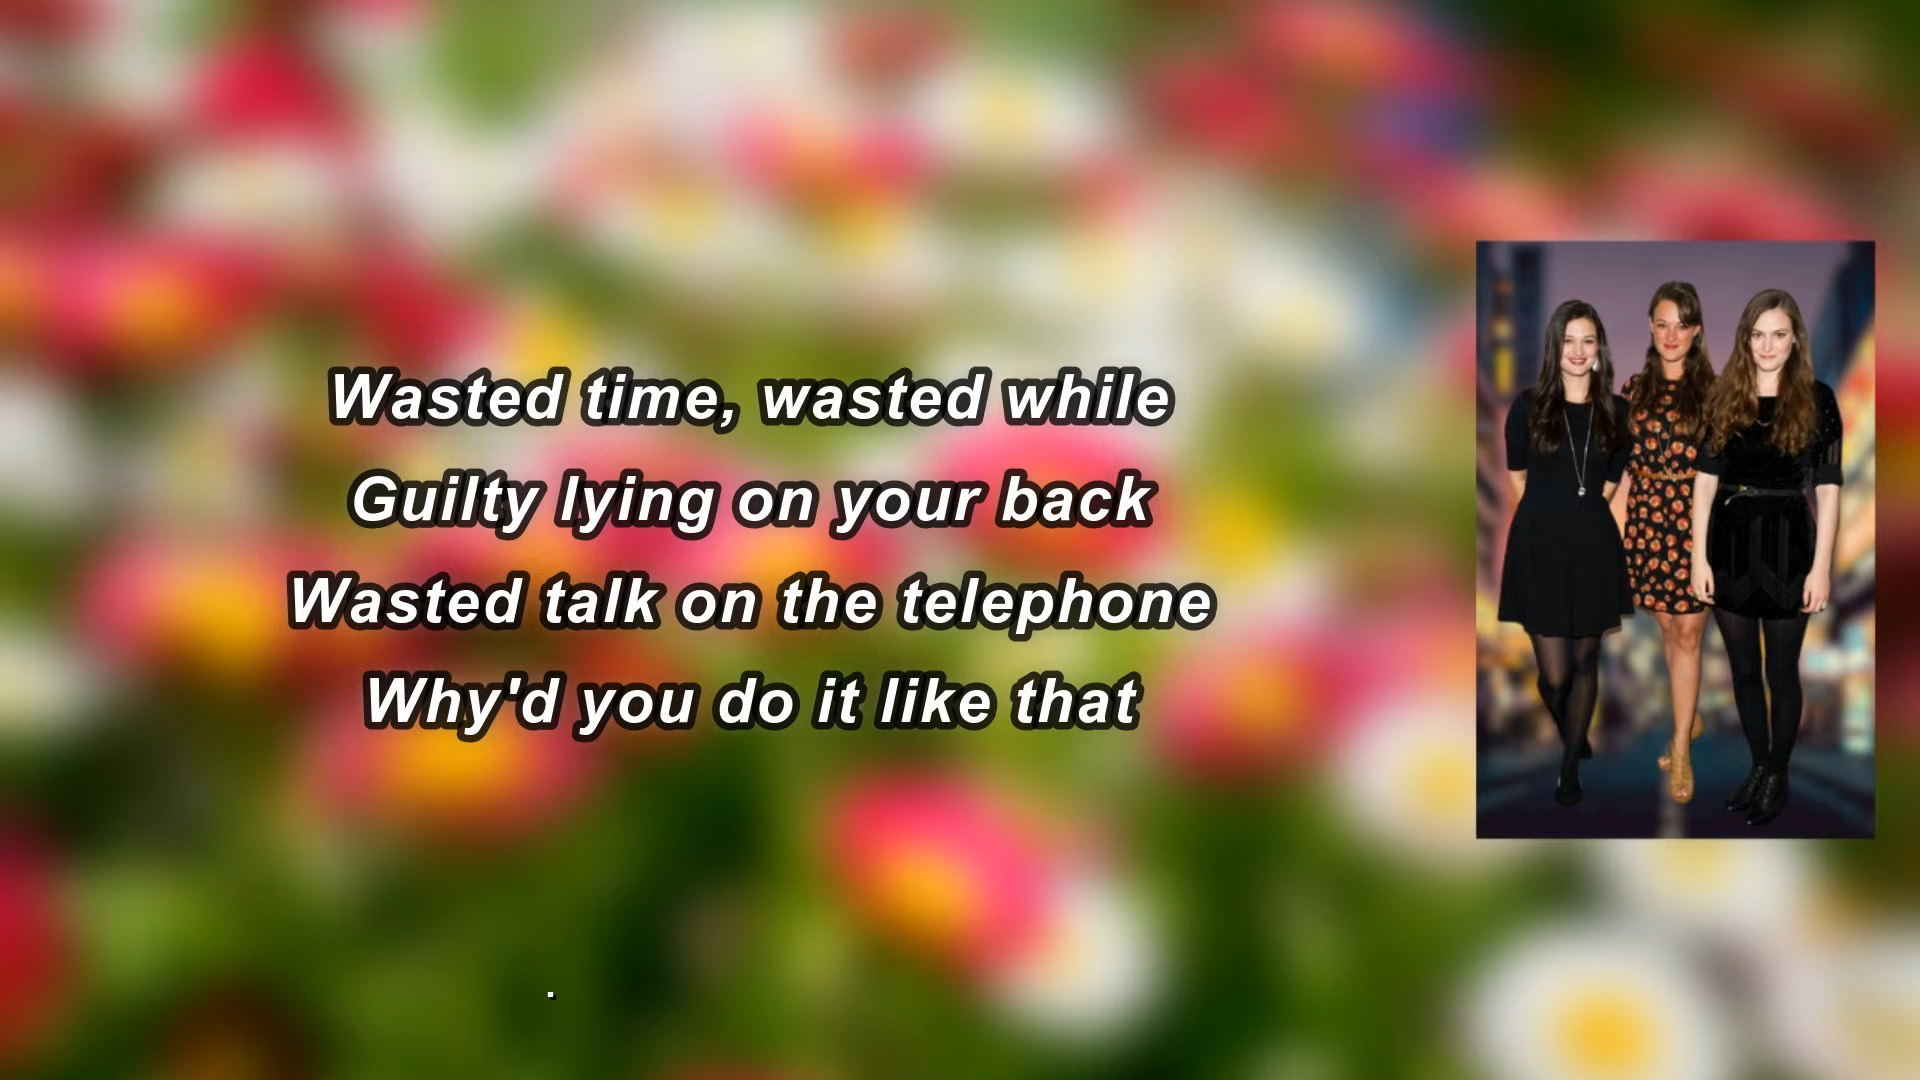 Wasted time, wasted while
Guilty lying on your back
Wasted talk on the telephone
Why'd you do it like that
.